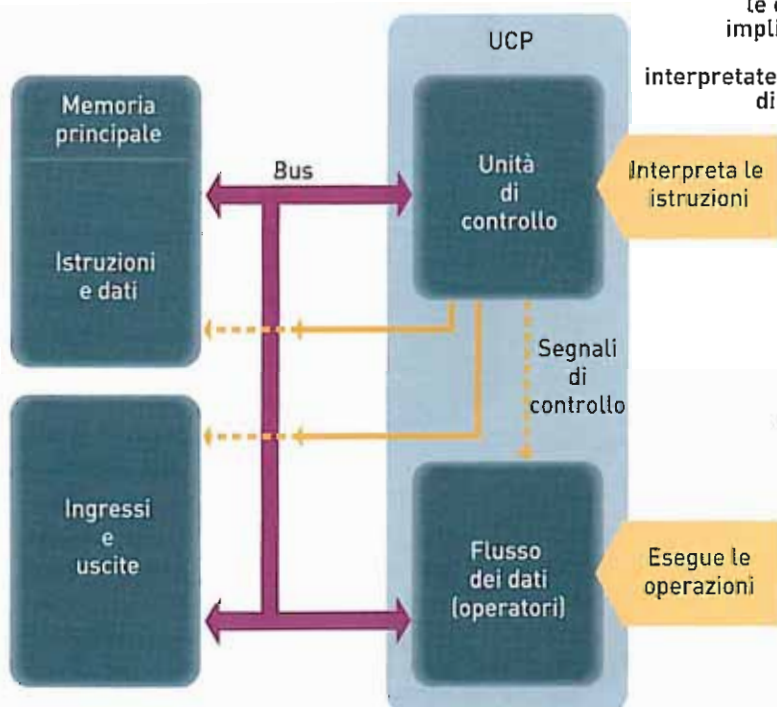 le
impli
interpretate
di
UCP
Memoria
principale
Istruzioni
e dati
Bus
Unità
di
controllo
Interpreta le
istruzioni
Segnali
di
controllo
Ingressi
e
uscite
Flusso
dei dati
(operatori)
Esegue le
operazioni